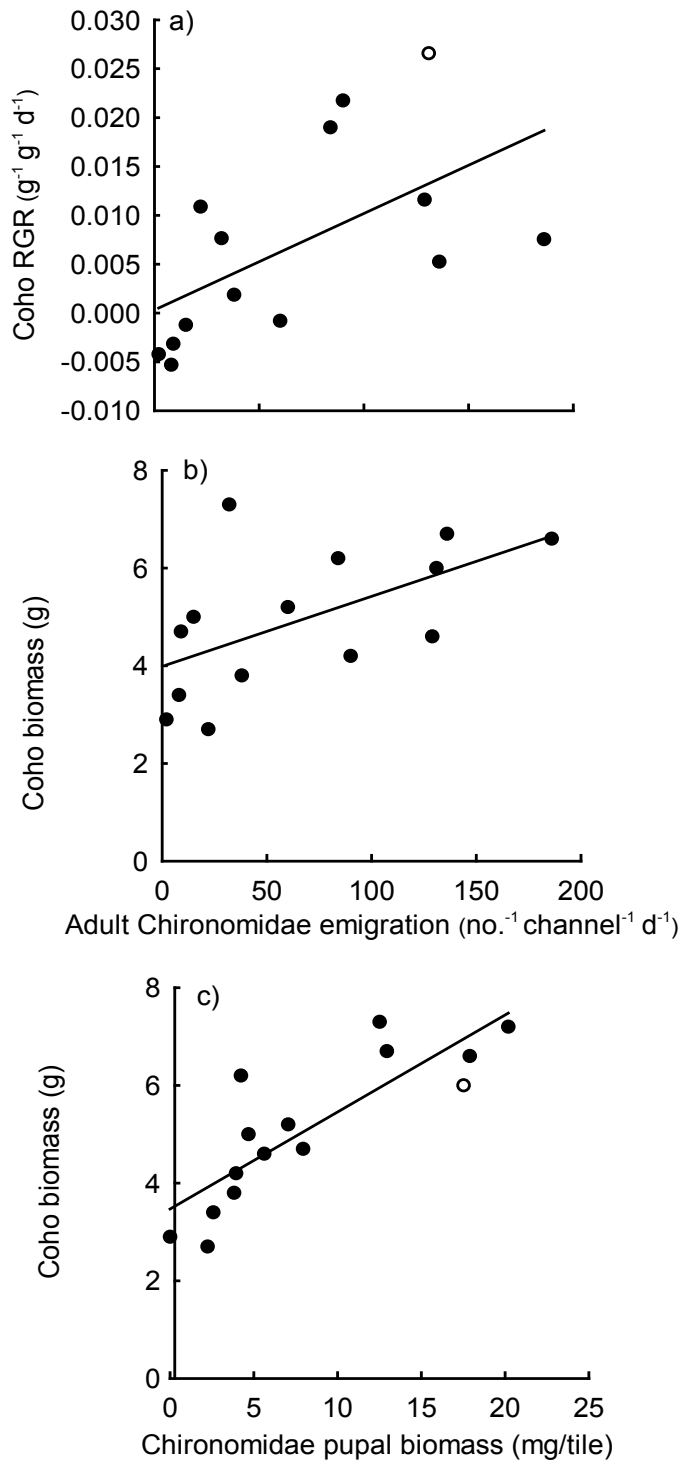 a)
Coho RGR (g⁻¹ g⁻¹ d⁻¹)
0.030
0.025
0.020
0.015
0.010
0.005
0.000
-0.005
-0.010
b)
Coho biomass (g)
8
6
4
2
0
0 50 100 150 200
Adult Chironomidae emigration (no.⁻¹ channel⁻¹ d⁻¹)
c)
Coho biomass (g)
8
6
4
2
0
0 5 10 15 20 25
Chironomidae pupal biomass (mg/tile)